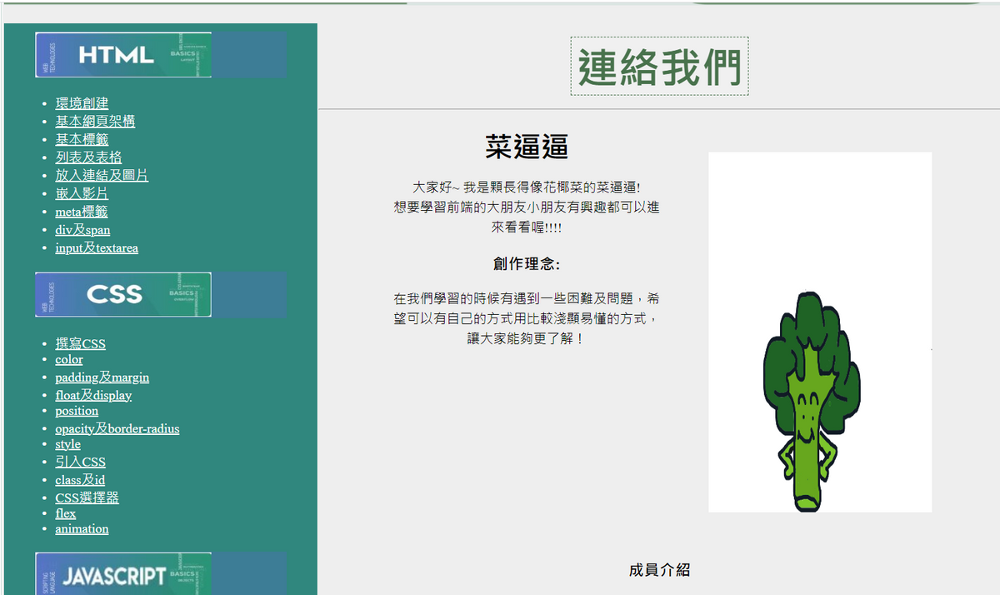 WEB TECHNOLOGIES
HTML
BASICS
LAYOUT
環境創建
基本網頁架構
基本標籤
列表及表格
放入連結及圖片
嵌入影片
meta標籤
div及span
input及textarea
WEB TECHNOLOGIES
CSS
BASICS
撰寫CSS
color
padding及margin
float及display
position
opacity及border-radius
style
引入CSS
class及id
CSS選擇器
flex
animation
JAVASCRIPT
BASICS
連絡我們
菜逼逼
大家好~ 我是顆長得像花椰菜的菜逼逼!
想要學習前端的大朋友小朋友有興趣都可以進
來看看喔!!!!
創作理念:
在我們學習的時候有遇到一些困難及問題，希
望可以有自己的方式用比較淺顯易懂的方式，
讓大家能夠更了解！
成員介紹